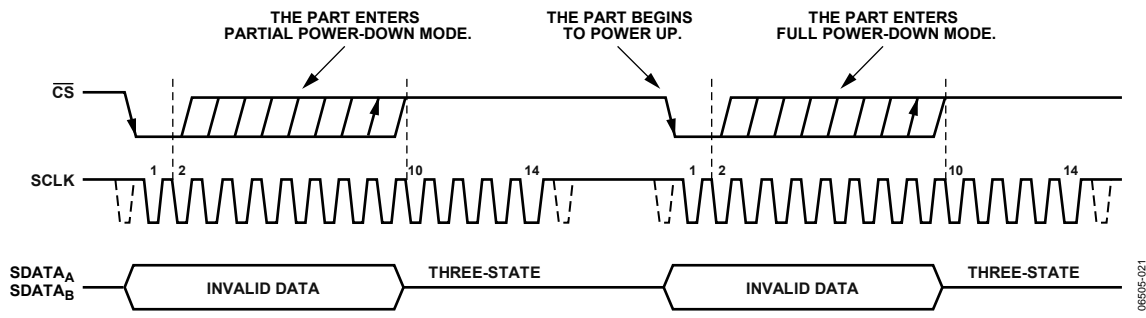 THE PART ENTERS
PARTIAL POWER-DOWN MODE.
THE PART BEGINS
TO POWER UP.
THE PART ENTERS
FULL POWER-DOWN MODE.
CS
1 2 10 14 1 2 10 14
SCLK
SDATAA
SDATAB
INVALID DATA
THREE-STATE
INVALID DATA
THREE-STATE
06505-021